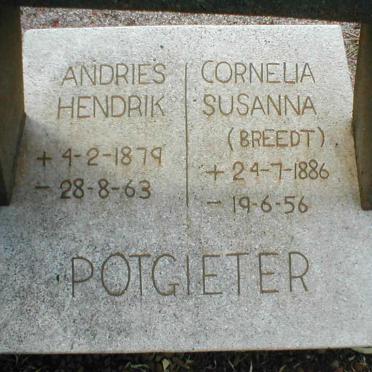 ANDRIES
HENDRIK
+ 4-2-1879
- 28-8-63
CORNELIA
SUSANNA
(BREEDT)
+ 24-7-1886
- 19-6-56
POTGIETER